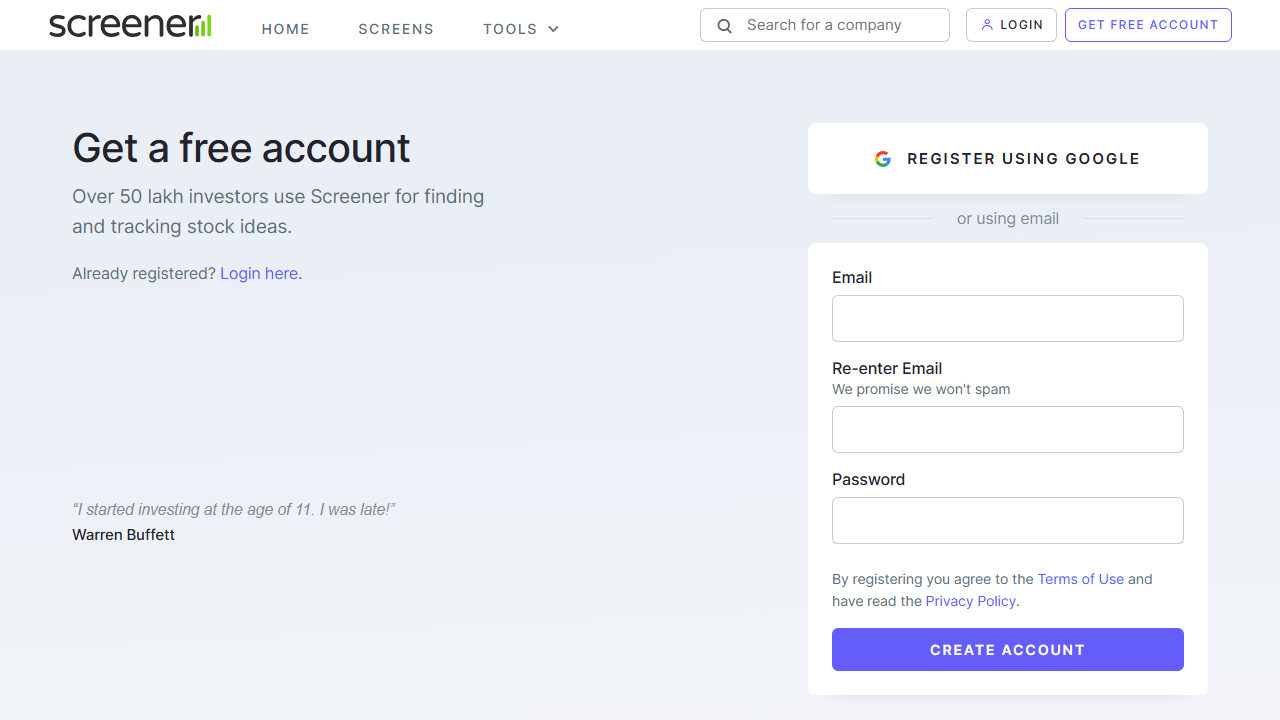 screener
HOME
SCREENS
TOOLS
Search for a company
LOGIN
GET FREE ACCOUNT
Get a free account
Over 50 lakh investors use Screener for finding
and tracking stock ideas.
Already registered? Login here.
“I started investing at the age of 11. I was late!”
Warren Buffett
REGISTER USING GOOGLE
or using email
Email
Re-enter Email
We promise we won't spam
Password
By registering you agree to the Terms of Use and
have read the Privacy Policy.
CREATE ACCOUNT